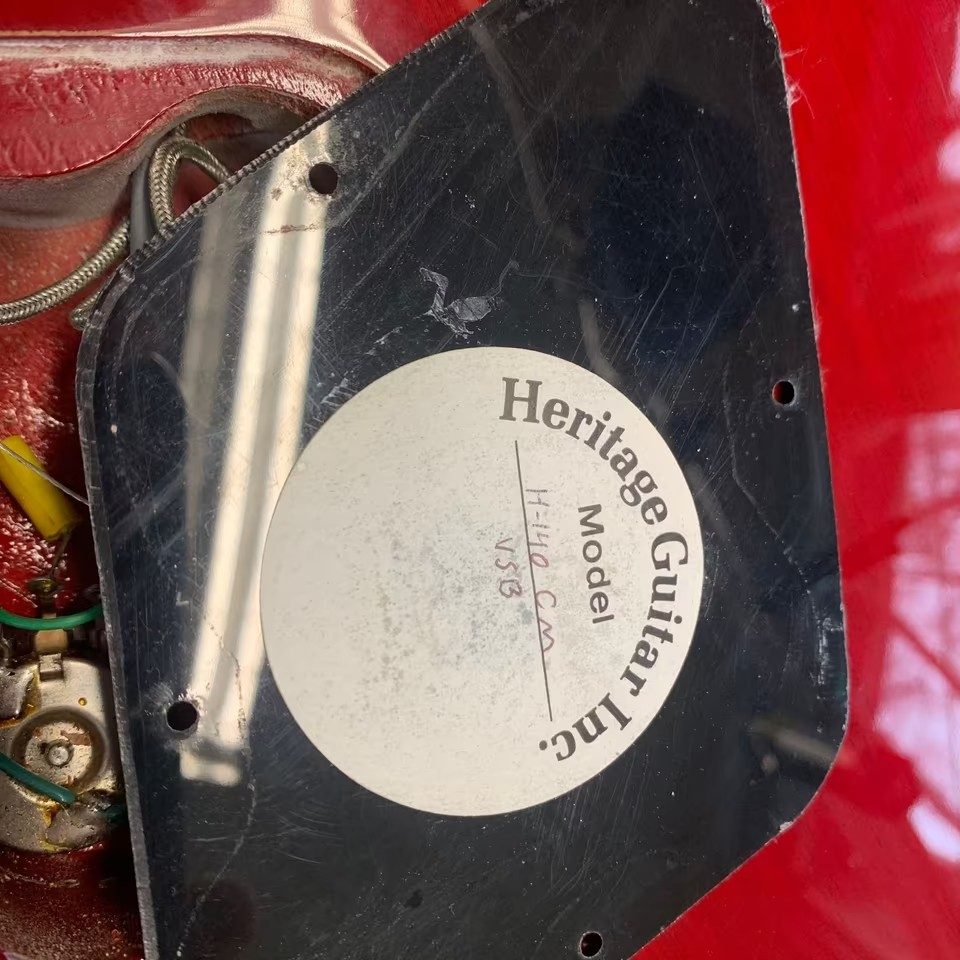 Heritage Guitar Inc.
Model
H-140 CM
VSB